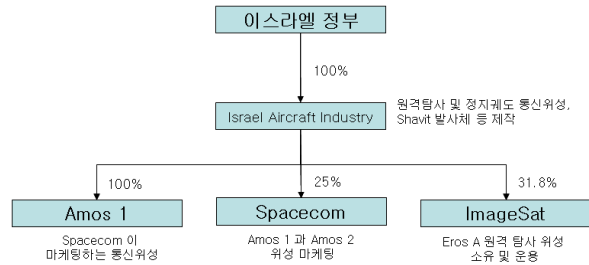 이스라엘 정부
100%
Israel Aircraft Industry
원격탐사 및 정지궤도 통신위성,
Shavit 발사체 등 제작
100%
25%
31.8%
Amos 1
Spacecom
ImageSat
Spacecom 이
마케팅하는 통신위성
Amos 1 과 Amos 2
위성 마케팅
Eros A 원격 탐사 위성
소유 및 운용